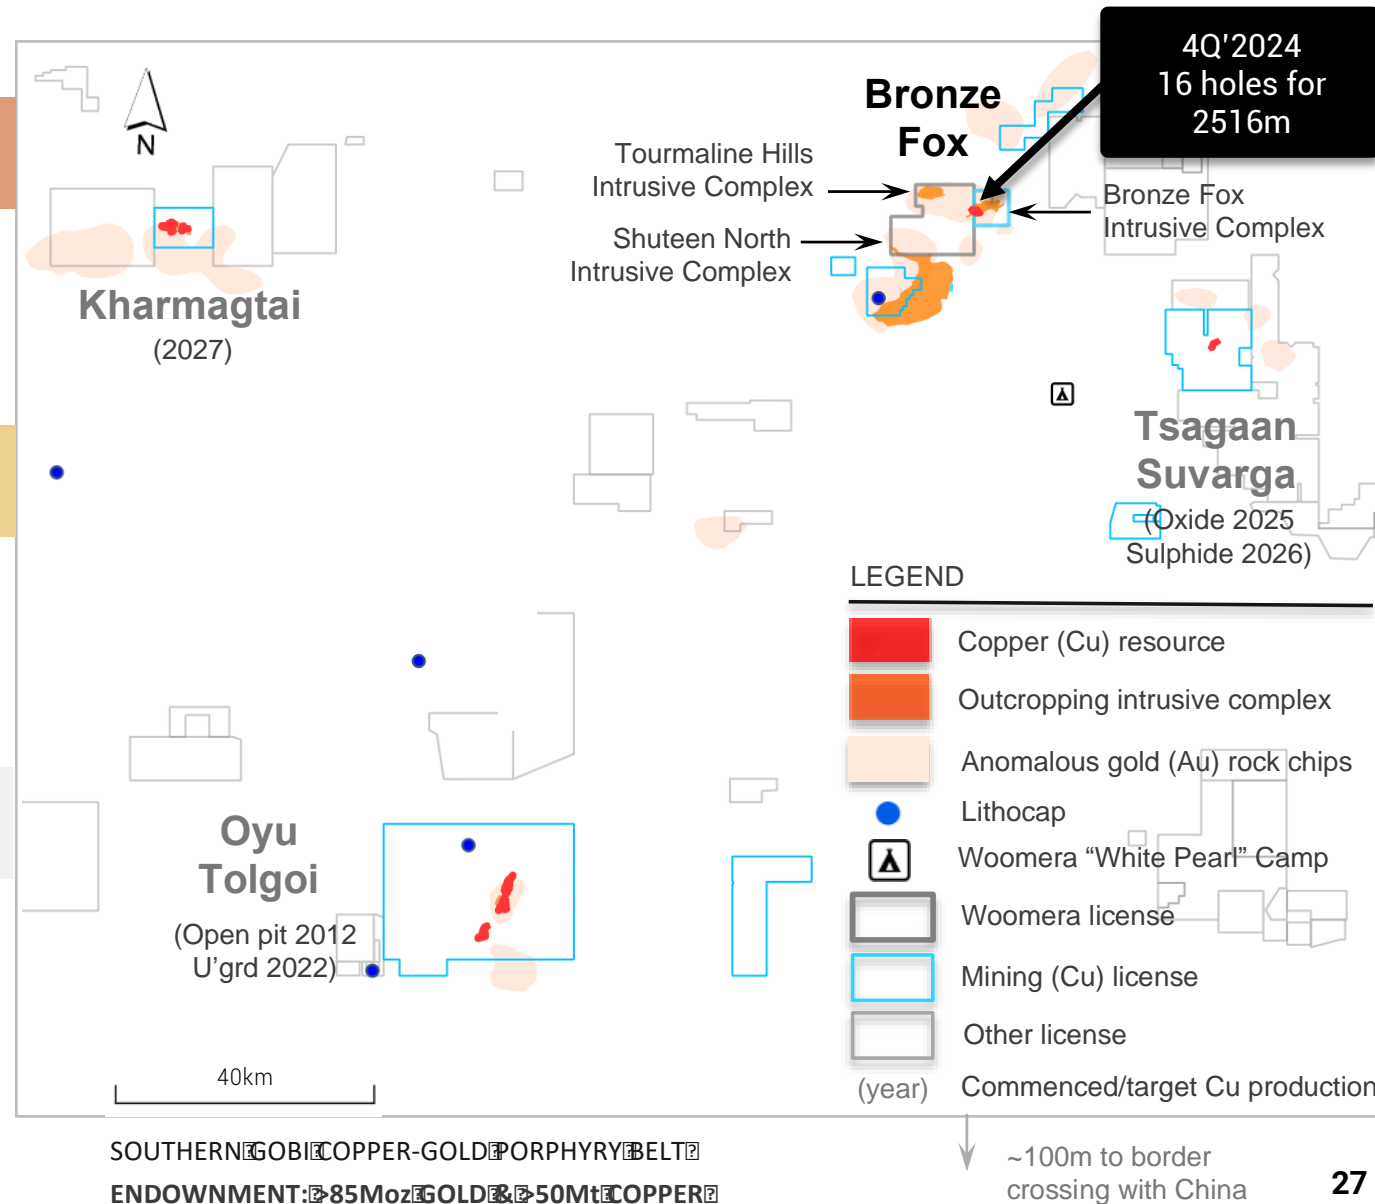 4Q’2024
16 holes for
2516m
Bronze
Fox
N
Tourmaline Hills
Intrusive Complex
Bronze Fox
Intrusive Complex
Shuteen North
Intrusive Complex
Kharmagtai
(2027)
Tsagaan
Suvarga
(Oxide 2025
Sulphide 2026)
LEGEND
Copper (Cu) resource
Outcropping intrusive complex
Anomalous gold (Au) rock chips
Lithocap
Woomera “White Pearl” Camp
Woomera license
Mining (Cu) license
Other license
(year) Commenced/target Cu production
Oyu
Tolgoi
(Open pit 2012
U’grd 2022)
40km
SOUTHERN GOBI COPPER-GOLD PORPHYRY BELT
ENDOWNMENT: >85Moz GOLD & >50Mt COPPER
~100m to border
crossing with China
27